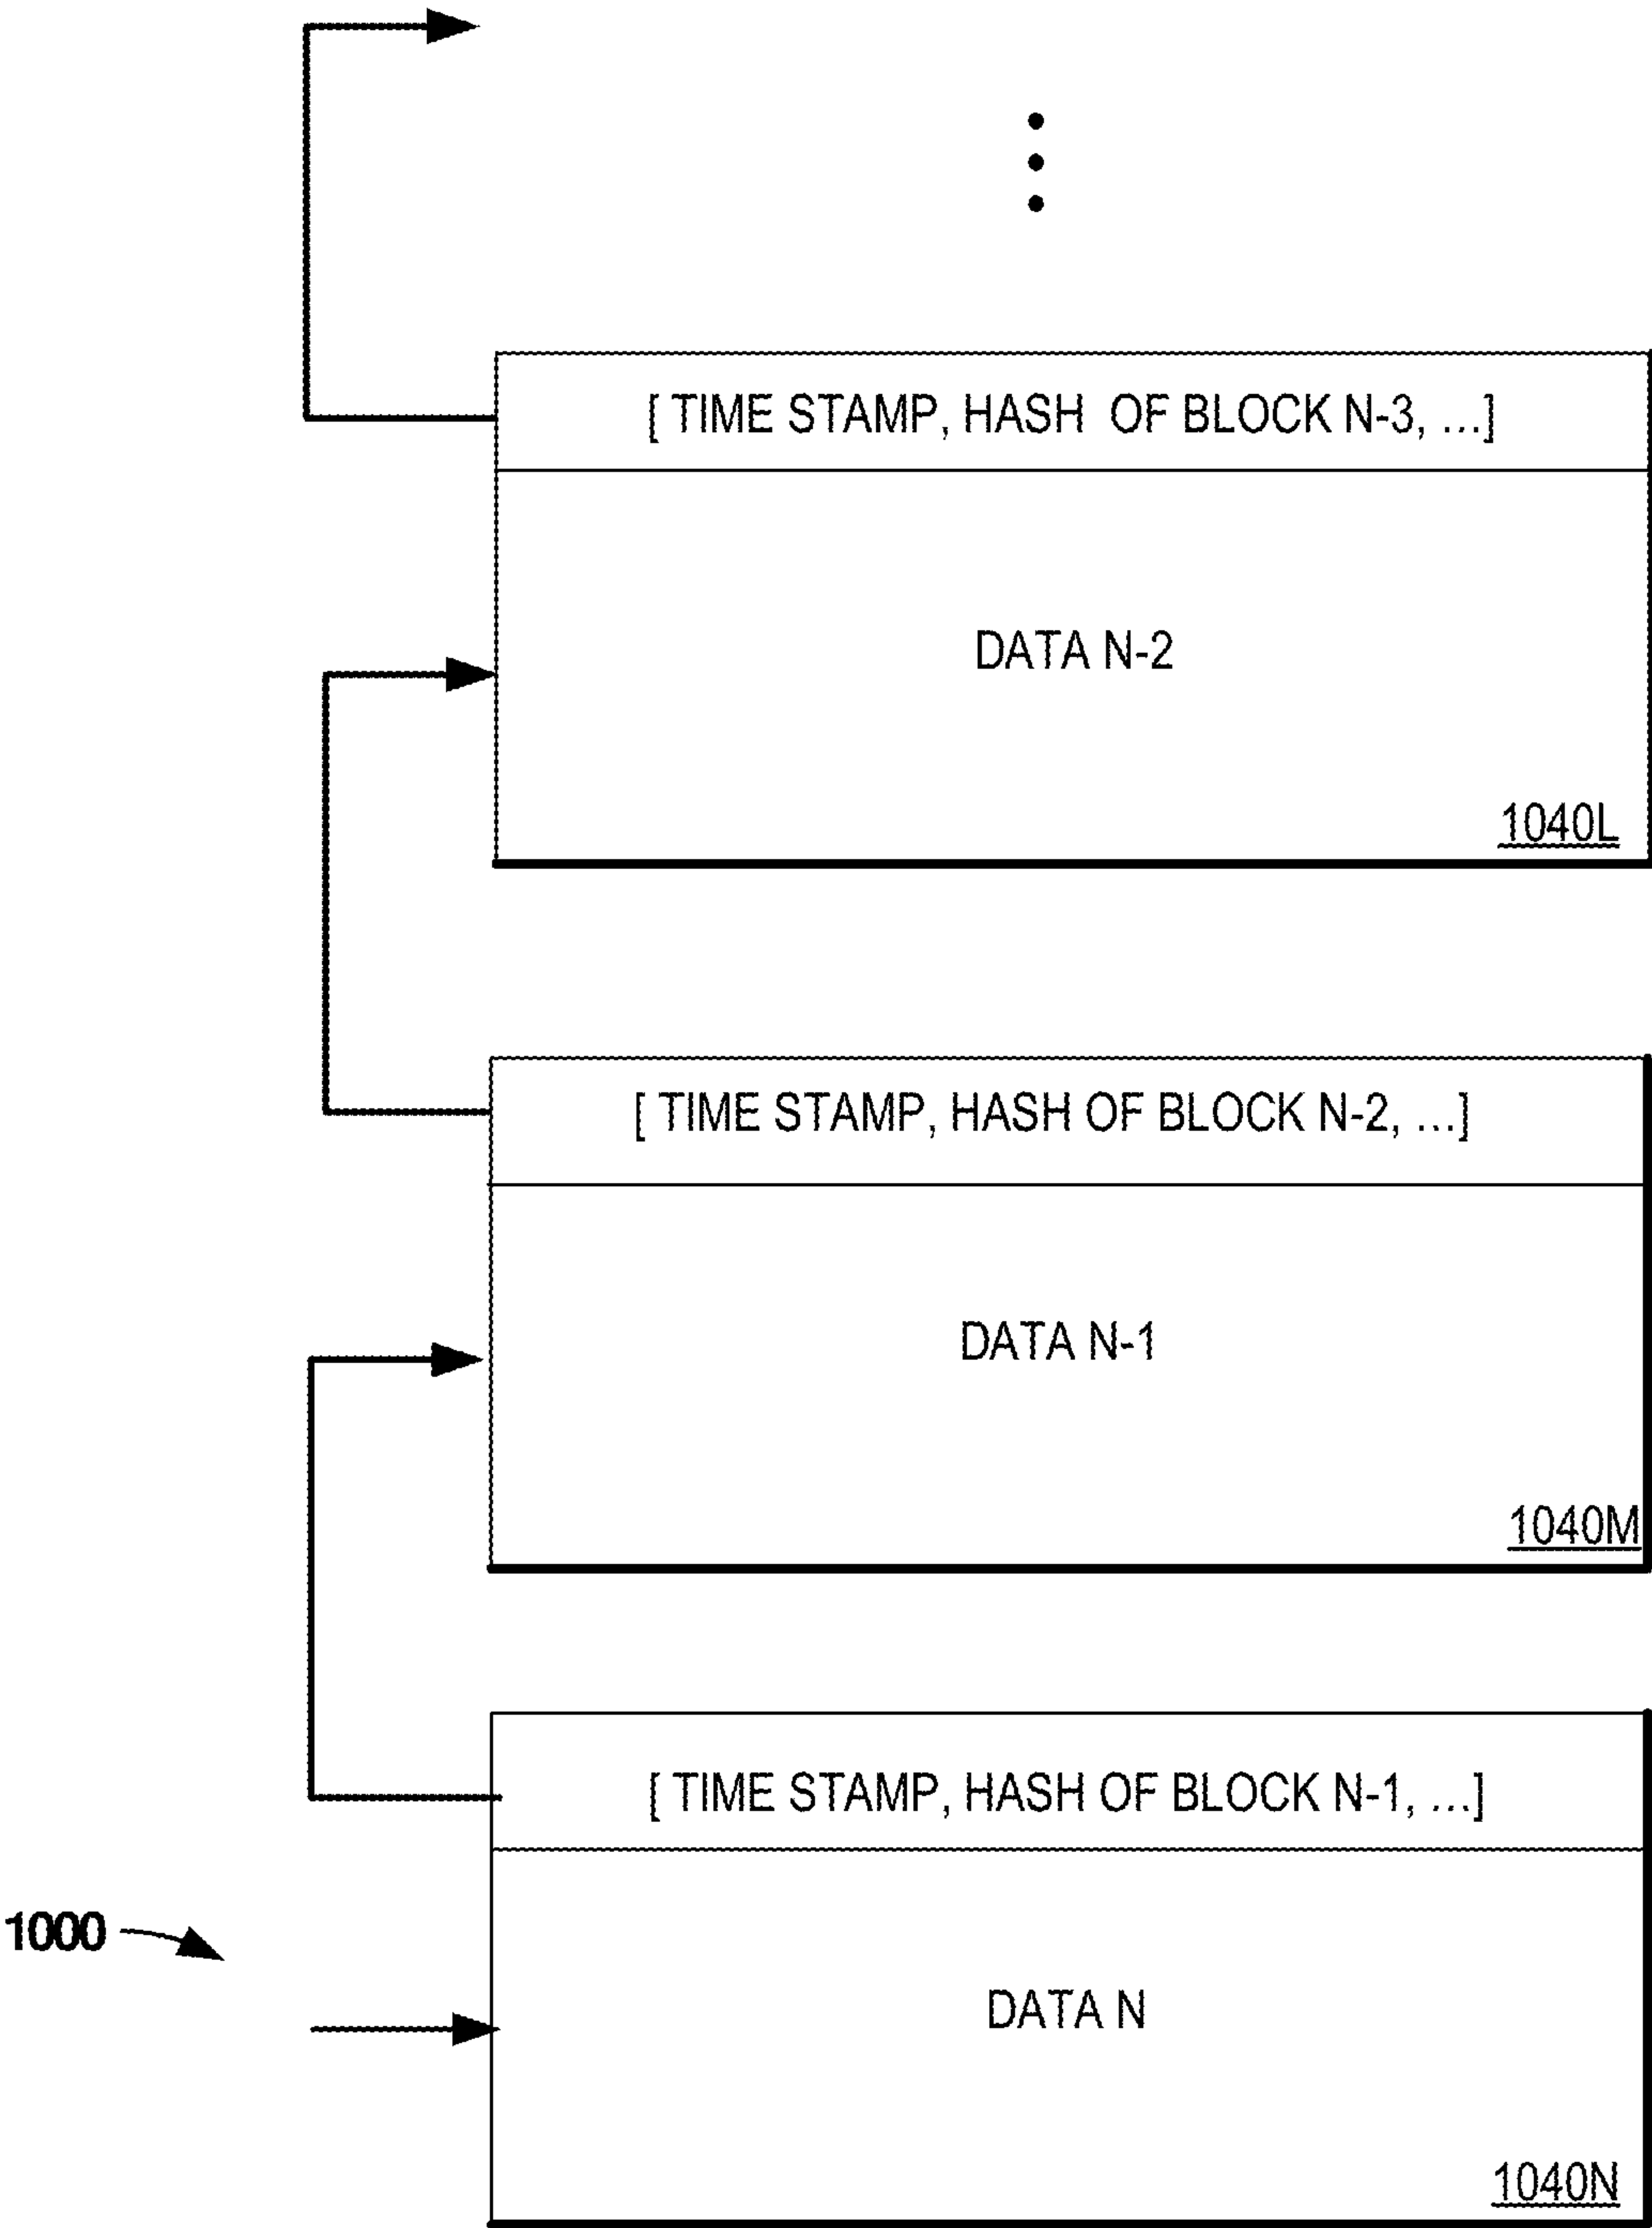 [ TIME STAMP, HASH OF BLOCK N-3, ...]
DATA N-2
1040L
[ TIME STAMP, HASH OF BLOCK N-2, ...]
DATA N-1
1040M
[ TIME STAMP, HASH OF BLOCK N-1, ...]
1000
DATA N
1040N